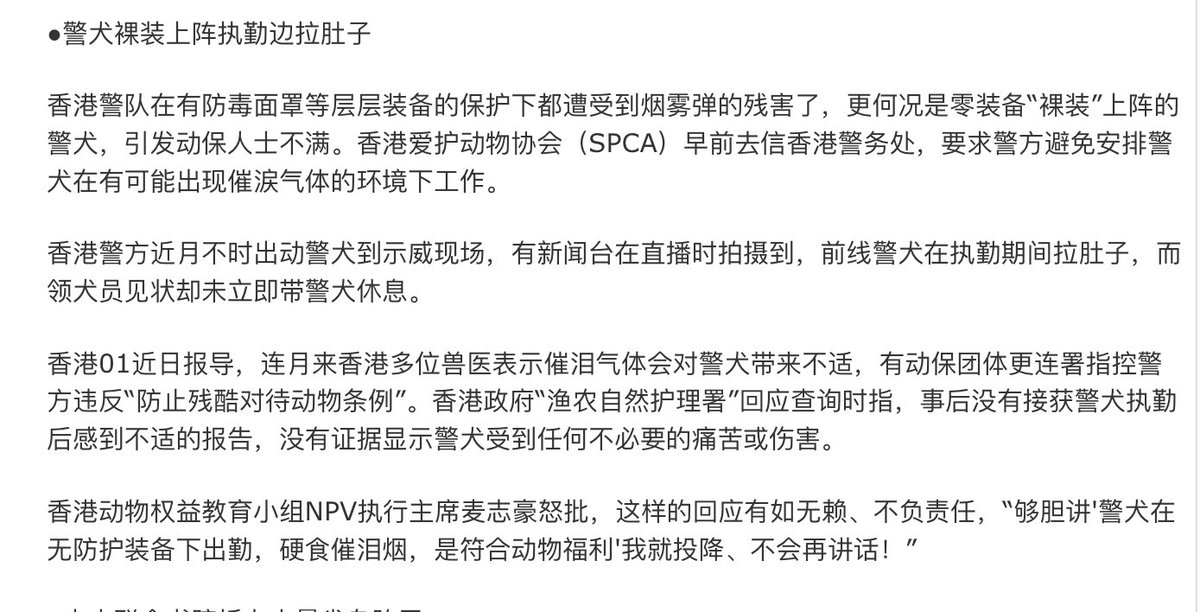 ●警犬裸装上阵执勤边拉肚子
香港警队在有防毒面罩等层层装备的保护下都遭受到烟雾弹的残害了，更何况是零装备“裸装”上阵的
警犬，引发动保人士不满。香港爱护动物协会（SPCA）早前去信香港警务处，要求警方避免安排警
犬在有可能出现催涙气体的环境下工作。
香港警方近月不时出动警犬到示威现场，有新闻台在直播时拍摄到，前线警犬在执勤期间拉肚子，而
领犬员见状却未立即带警犬休息。
香港01近日报导，连月来香港多位兽医表示催泪气体会对警犬带来不适，有动保团体更连署指控警
方违反“防止残酷对待动物条例”。香港政府“渔农自然护理署”回应查询时指，事后没有接获警犬执勤
后感到不适的报告，没有证据显示警犬受到任何不必要的痛苦或伤害。
香港动物权益教育小组NPV执行主席麦志豪怒批，这样的回应有如无赖、不负责任，“够胆讲'警犬在
无防护装备下出勤，硬食催泪烟，是符合动物福利'我就投降、不会再讲话！”